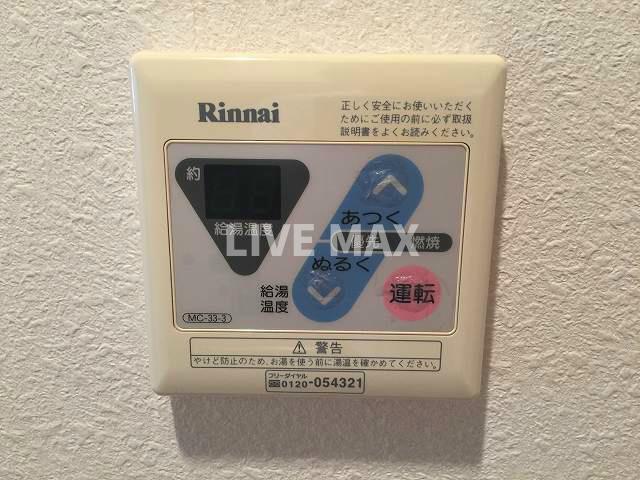 Rinnai
正しく安全にお使いいただく
ためにご使用の前に必ず取扱
説明書をよくお読みください。
約
給湯温度
あつく
優先
燃焼
LIVE MAX
ぬるく
給湯
温度
運転
MC-33-3
⚠ 警告
やけど防止のため、お湯を使う前に湯温を確かめてください。
フリーダイヤル
0120-054321